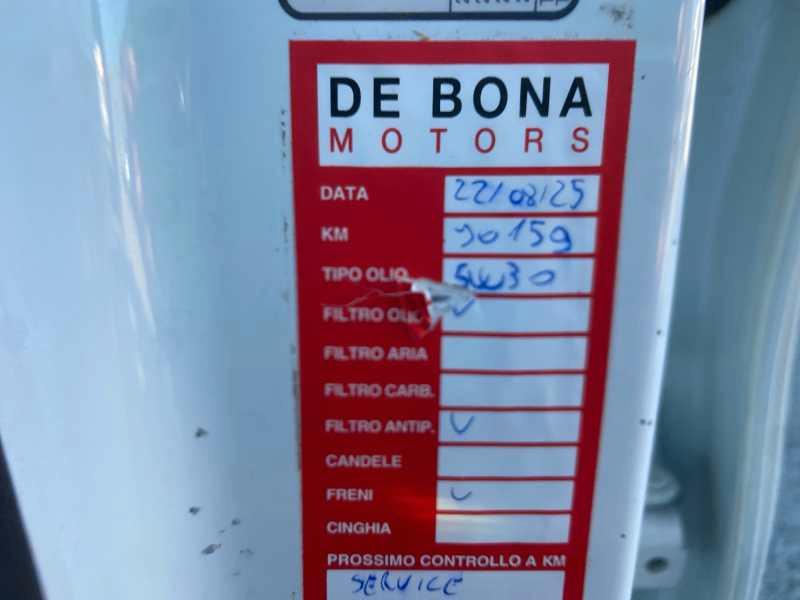 DE BONA
MOTORS
DATA 22/08/25
KM 90159
TIPO OLIO 5W30
FILTRO OLIO V
FILTRO ARIA
FILTRO CARB.
FILTRO ANTIP. V
CANDELE
FRENI V
CINGHIA
PROSSIMO CONTROLLO A KM
SERVICE